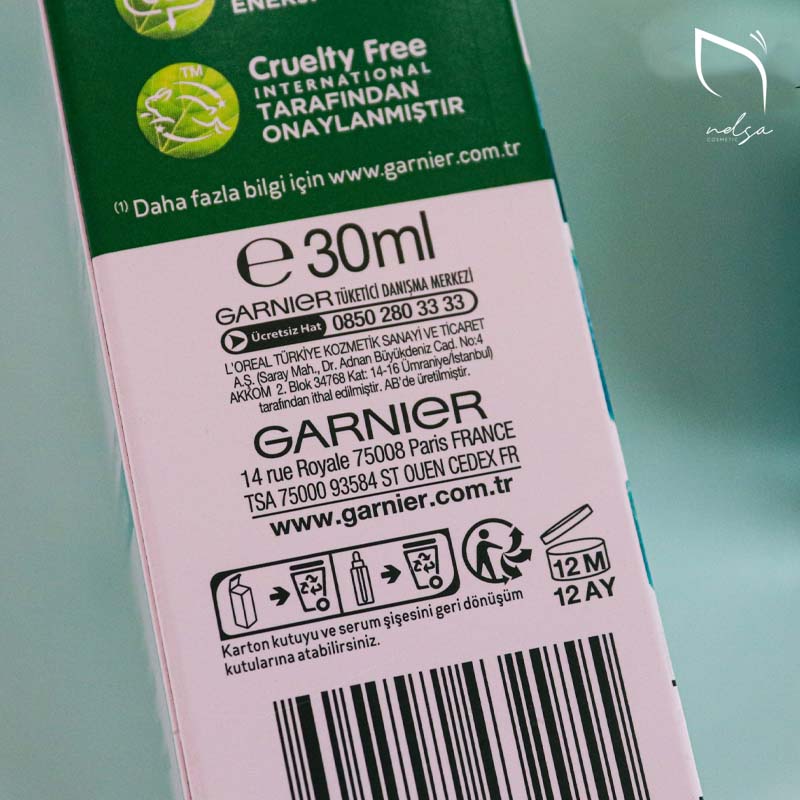 ENERJİ
TM
Cruelty Free
INTERNATIONAL
TARAFINDAN
ONAYLANMIŞTIR
(1) Daha fazla bilgi için www.garnier.com.tr
nelsa
COSMETIC
℮ 30ml
GARNIER TÜKETİCİ DANIŞMA MERKEZİ
Ücretsiz Hat 0850 280 33 33
L'OREAL TÜRKİYE KOZMETİK SANAYİ VE TİCARET
A.Ş. (Saray Mah., Dr. Adnan Büyükdeniz Cad. No:4
AKKOM 2. Blok 34768 Kat: 14-16 Ümraniye/İstanbul)
tarafından ithal edilmiştir. AB'de üretilmiştir.
GARNIER
14 rue Royale 75008 Paris FRANCE
TSA 75000 93584 ST OUEN CEDEX FR
www.garnier.com.tr
12 M
12 AY
Karton kutuyu ve serum şişesini geri dönüşüm
kutularına atabilirsiniz.